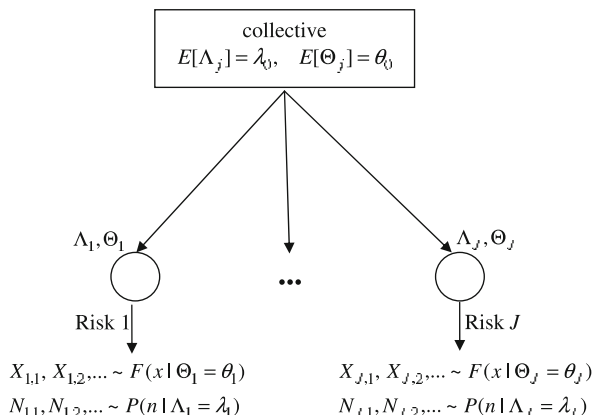 collective
E[Λ_j] = λ_0,   E[Θ_j] = θ_0
Λ_1, Θ_1
Λ_J, Θ_J
...
Risk 1
Risk J
X_{1,1}, X_{1,2},... ~ F(x | Θ_1 = θ_1)
X_{J,1}, X_{J,2},... ~ F(x | Θ_J = θ_J)
N_{1,1}, N_{1,2},... ~ P(n | Λ_1 = λ_1)
N_{J,1}, N_{J,2},... ~ P(n | Λ_J = λ_J)